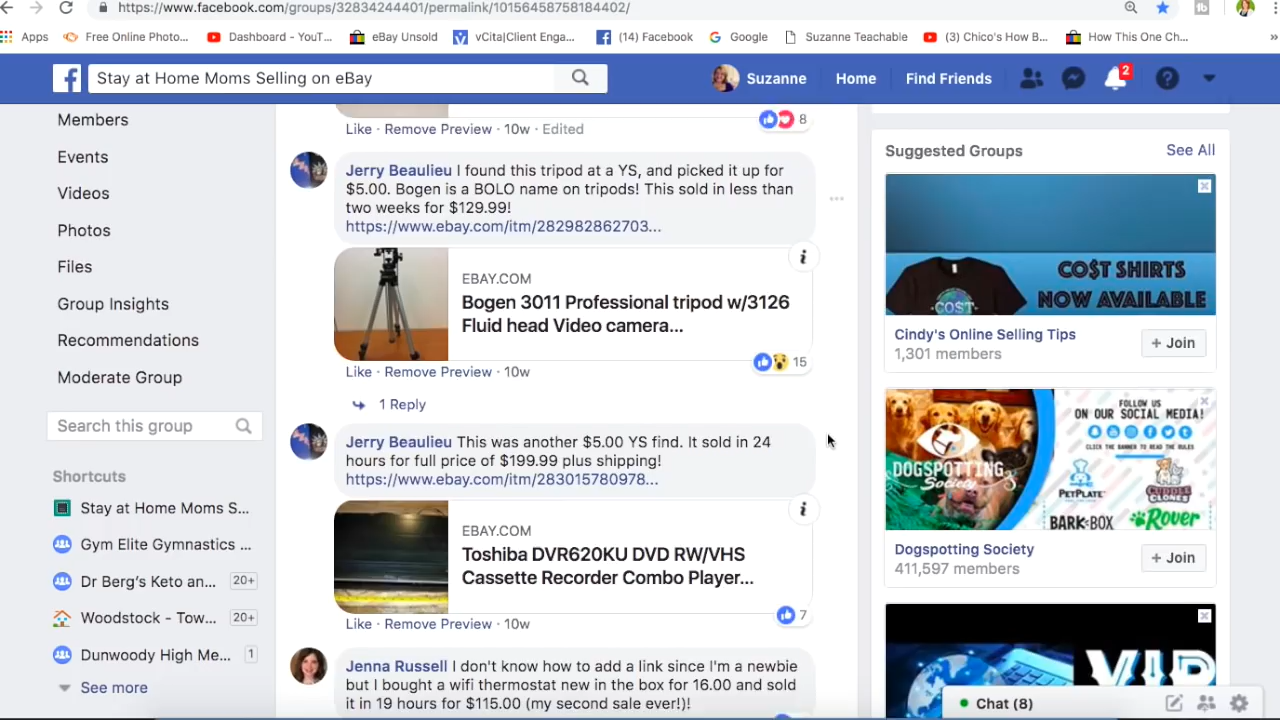 https://www.facebook.com/groups/32834244401/permalink/10156458758184402/
Apps Free Online Photo... Dashboard - YouT... eBay Unsold vCita|Client Enga... (14) Facebook Google Suzanne Teachable (3) Chico's How B... How This One Ch... »
Stay at Home Moms Selling on eBay
Suzanne Home Find Friends 2
Members
Events
Videos
Photos
Files
Group Insights
Recommendations
Moderate Group
Search this group
Shortcuts
Stay at Home Moms S...
Gym Elite Gymnastics ...
Dr Berg's Keto an... 20+
Woodstock - Tow... 20+
Dunwoody High Me... 1
See more
Like · Remove Preview · 10w · Edited
8
Jerry Beaulieu I found this tripod at a YS, and picked it up for
$5.00. Bogen is a BOLO name on tripods! This sold in less than
two weeks for $129.99!
https://www.ebay.com/itm/282982862703...
EBAY.COM
Bogen 3011 Professional tripod w/3126
Fluid head Video camera...
15
Like · Remove Preview · 10w
1 Reply
Jerry Beaulieu This was another $5.00 YS find. It sold in 24
hours for full price of $199.99 plus shipping!
https://www.ebay.com/itm/283015780978...
EBAY.COM
Toshiba DVR620KU DVD RW/VHS
Cassette Recorder Combo Player...
7
Like · Remove Preview · 10w
Jenna Russell I don't know how to add a link since I'm a newbie
but I bought a wifi thermostat new in the box for 16.00 and sold
it in 19 hours for $115.00 (my second sale ever!)!
Suggested Groups See All
CO$T SHIRTS
NOW AVAILABLE
CO$T
Cindy's Online Selling Tips
1,301 members
+ Join
FOLLOW US
ON OUR SOCIAL MEDIA!
CLICK THE BANNER TO READ THE RULES
DOGSPOTTING
SOCIETY
PETPLATE
CUDDLE
CLONES
BARK BOX
Rover
Dogspotting Society
411,597 members
+ Join
VIP
Chat (8)